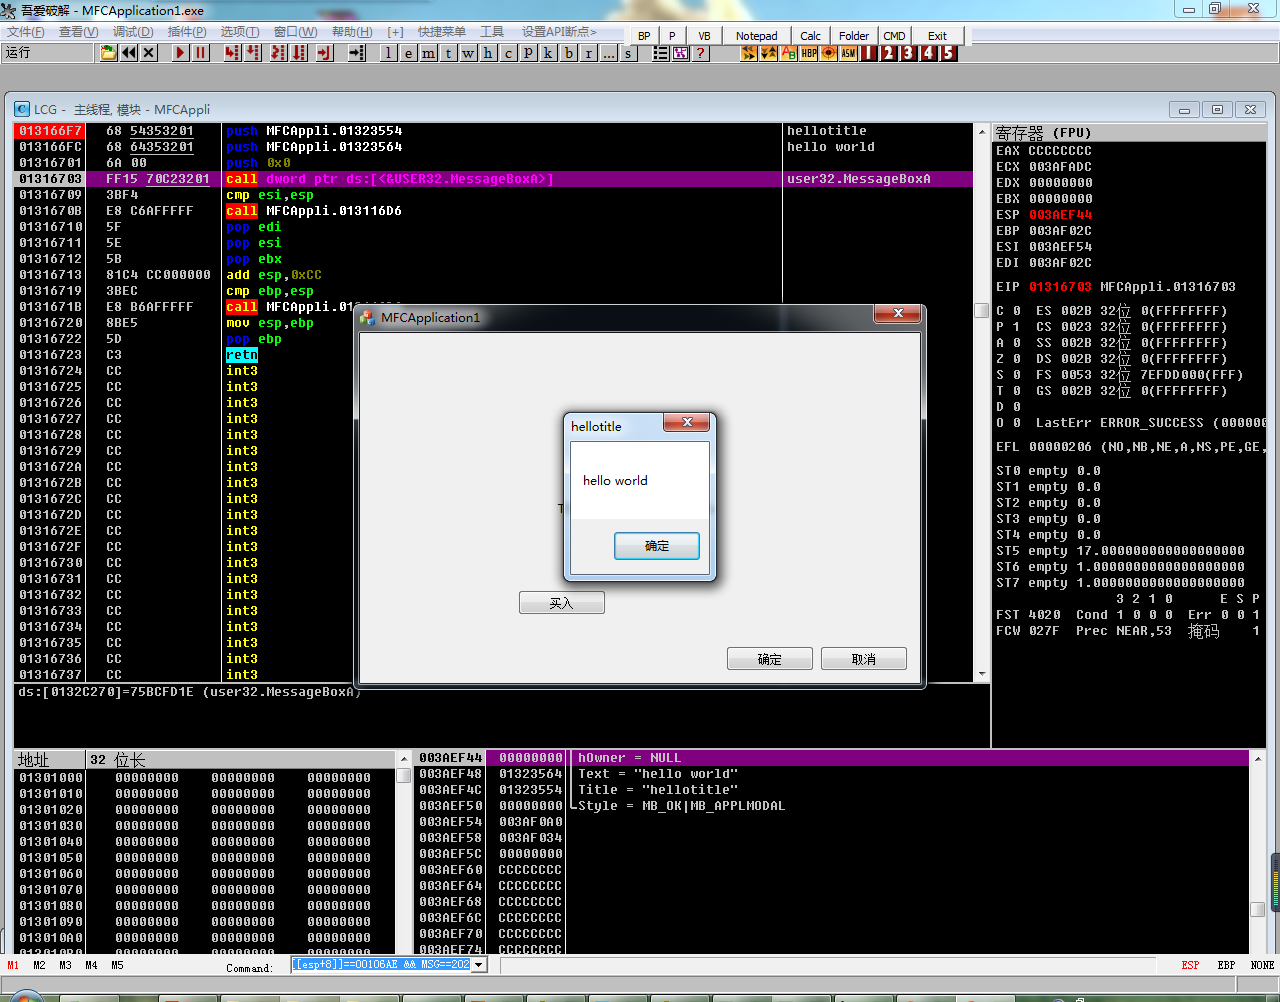 吾爱破解 - MFCApplication1.exe
文件(F) 查看(V) 调试(D) 插件(P) 选项(T) 窗口(W) 帮助(H) [+] 快捷菜单 工具 设置API断点> BP P VB Notepad Calc Folder CMD Exit
运行 l e m t w h c p k b r ... s ? HBP ASM 1 2 3 4 5
LCG - 主线程, 模块 - MFCAppli
013166F7 68 54353201 push MFCAppli.01323554 hellotitle
013166FC 68 64353201 push MFCAppli.01323564 hello world
01316701 6A 00 push 0x0
01316703 FF15 70C23201 call dword ptr ds:[<&USER32.MessageBoxA>] user32.MessageBoxA
01316709 3BF4 cmp esi,esp
0131670B E8 C6AFFFFF call MFCAppli.013116D6
01316710 5F pop edi
01316711 5E pop esi
01316712 5B pop ebx
01316713 81C4 CC000000 add esp,0xCC
01316719 3BEC cmp ebp,esp
0131671B E8 B6AFFFFF call MFCAppli.01
01316720 8BE5 mov esp,ebp
01316722 5D pop ebp
01316723 C3 retn
01316724 CC int3
01316725 CC int3
01316726 CC int3
01316727 CC int3
01316728 CC int3
01316729 CC int3
0131672A CC int3
0131672B CC int3
0131672C CC int3
0131672D CC int3
0131672E CC int3
0131672F CC int3
01316730 CC int3
01316731 CC int3
01316732 CC int3
01316733 CC int3
01316734 CC int3
01316735 CC int3
01316736 CC int3
01316737 CC int3
ds:[0132C270]=75BCFD1E (user32.MessageBoxA)
MFCApplication1
hellotitle
hello world
确定
买入
确定 取消
寄存器 (FPU)
EAX CCCCCCCC
ECX 003AFADC
EDX 00000000
EBX 00000000
ESP 003AEF44
EBP 003AF02C
ESI 003AEF54
EDI 003AF02C
EIP 01316703 MFCAppli.01316703
C 0 ES 002B 32位 0(FFFFFFFF)
P 1 CS 0023 32位 0(FFFFFFFF)
A 0 SS 002B 32位 0(FFFFFFFF)
Z 0 DS 002B 32位 0(FFFFFFFF)
S 0 FS 0053 32位 7EFDD000(FFF)
T 0 GS 002B 32位 0(FFFFFFFF)
D 0
O 0 LastErr ERROR_SUCCESS (000000
EFL 00000206 (NO,NB,NE,A,NS,PE,GE,
ST0 empty 0.0
ST1 empty 0.0
ST2 empty 0.0
ST3 empty 0.0
ST4 empty 0.0
ST5 empty 17.000000000000000000
ST6 empty 1.0000000000000000000
ST7 empty 1.0000000000000000000
3 2 1 0 E S P
FST 4020 Cond 1 0 0 0 Err 0 0 1
FCW 027F Prec NEAR,53 掩码 1
地址 32 位长
01301000 00000000 00000000 00000000
01301010 00000000 00000000 00000000
01301020 00000000 00000000 00000000
01301030 00000000 00000000 00000000
01301040 00000000 00000000 00000000
01301050 00000000 00000000 00000000
01301060 00000000 00000000 00000000
01301070 00000000 00000000 00000000
01301080 00000000 00000000 00000000
01301090 00000000 00000000 00000000
013010A0 00000000 00000000 00000000
013010B0 00000000 00000000 00000000
003AEF44 00000000 hOwner = NULL
003AEF48 01323564 Text = "hello world"
003AEF4C 01323554 Title = "hellotitle"
003AEF50 00000000 Style = MB_OK|MB_APPLMODAL
003AEF54 003AF0A0
003AEF58 003AF034
003AEF5C 00000000
003AEF60 CCCCCCCC
003AEF64 CCCCCCCC
003AEF68 CCCCCCCC
003AEF6C CCCCCCCC
003AEF70 CCCCCCCC
003AEF74 CCCCCCCC
M1 M2 M3 M4 M5 Command: [[esp+8]]==00106AE && MSG==202 ESP EBP NONE